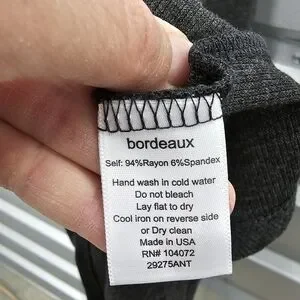 bordeaux
Self: 94%Rayon 6%Spandex
Hand wash in cold water
Do not bleach
Lay flat to dry
Cool iron on reverse side
or Dry clean
Made in USA
RN# 104072
29275ANT